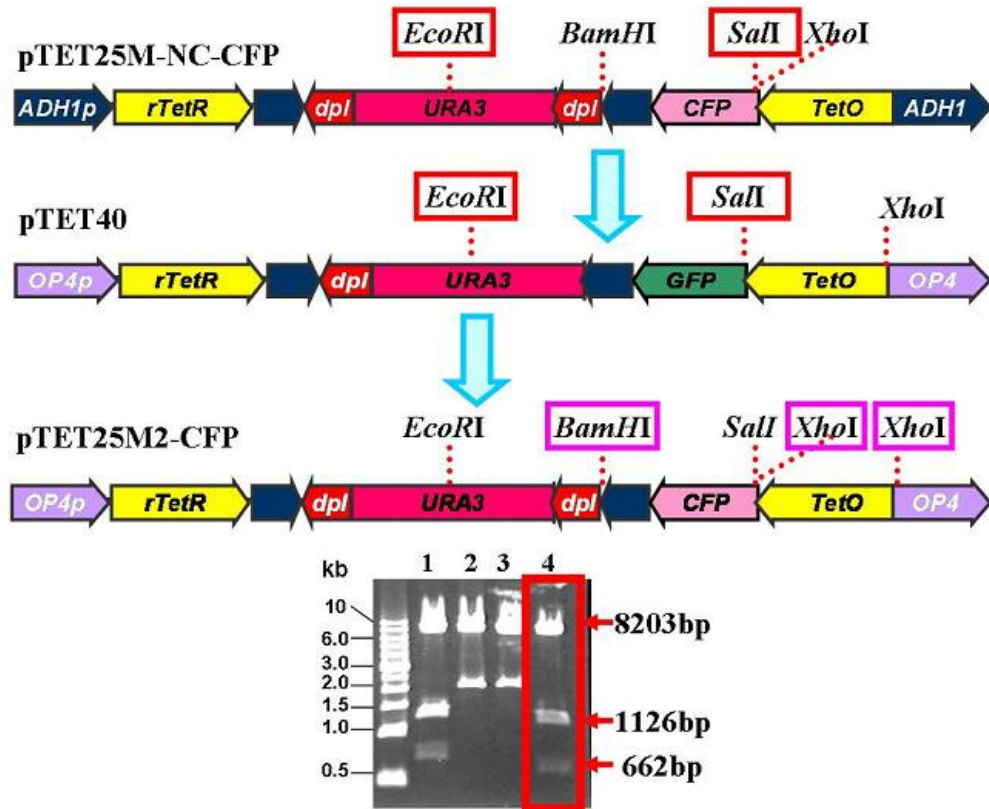 EcoRI BamHI SalI XhoI
pTET25M-NC-CFP
ADH1p rTetR dpl URA3 dpl CFP TetO ADH1
EcoRI SalI
pTET40 XhoI
OP4p rTetR dpl URA3 GFP TetO OP4
pTET25M2-CFP
EcoRI BamHI SalI XhoI XhoI
OP4p rTetR dpl URA3 dpl CFP TetO OP4
kb 1 2 3 4
10
8203bp
6.0
3.0
2.0
1.5
1126bp
1.0
662bp
0.5